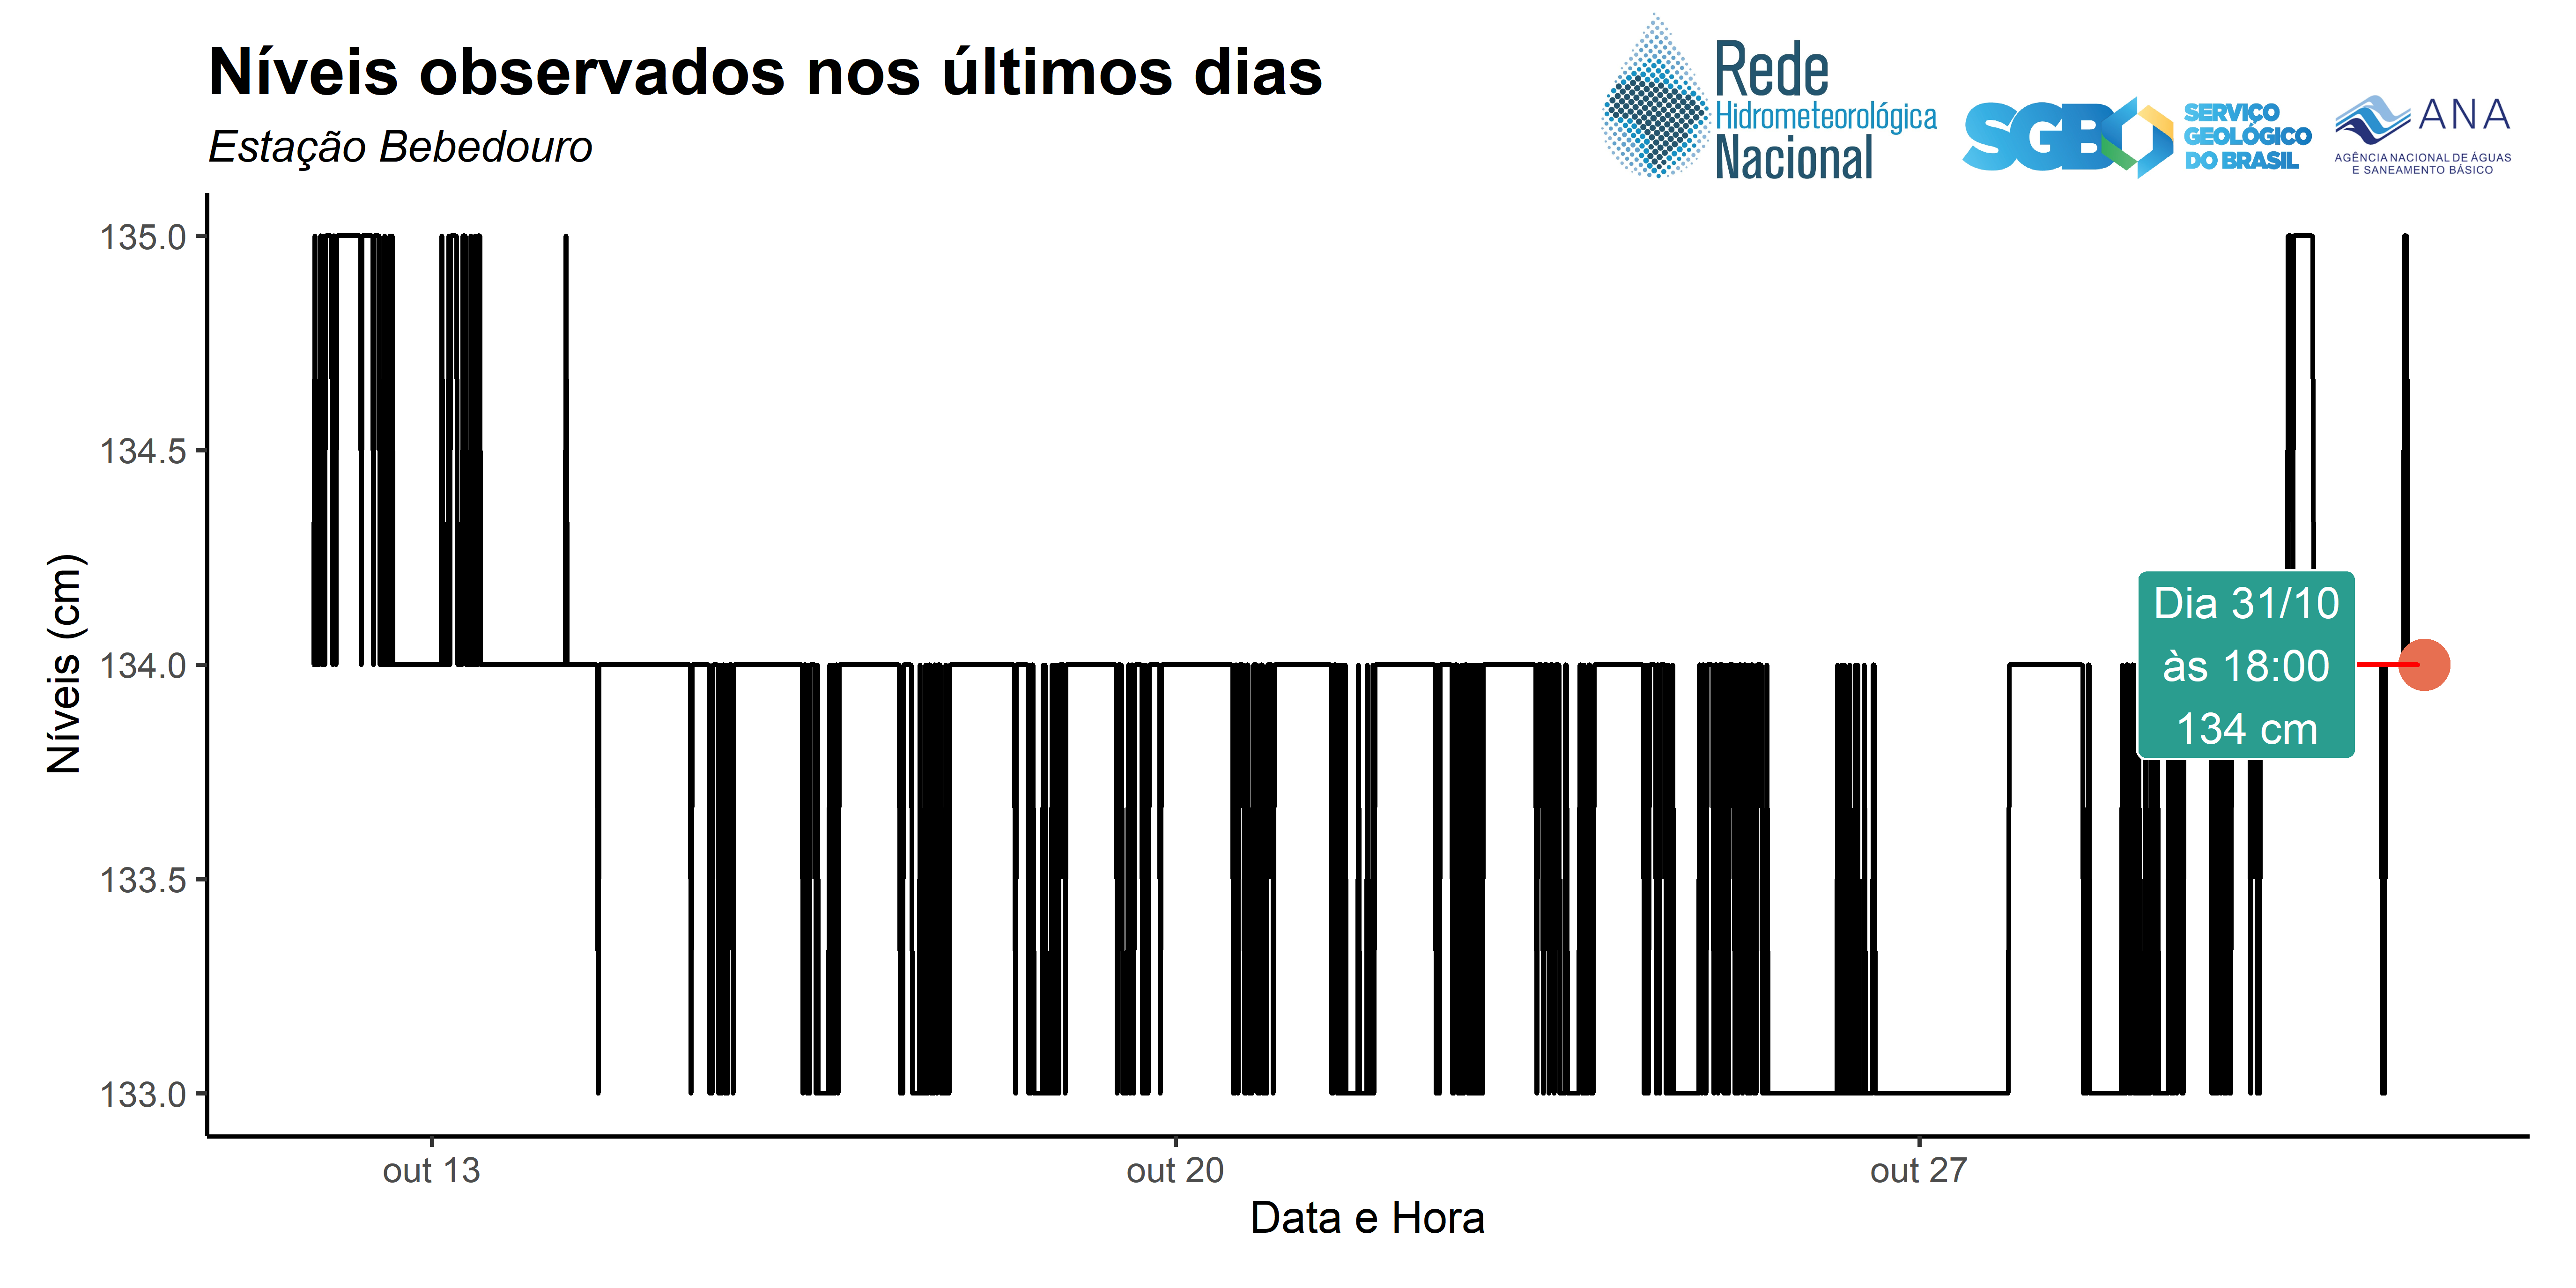 Níveis observados nos últimos dias
Estação Bebedouro
Rede
Hidrometeorológica
Nacional
SGB
SERVIÇO
GEOLÓGICO
DO BRASIL
ANA
AGÊNCIA NACIONAL DE ÁGUAS
E SANEAMENTO BÁSICO
Níveis (cm)
135.0
134.5
134.0
133.5
133.0
Dia 31/10
às 18:00
134 cm
out 13
out 20
out 27
Data e Hora